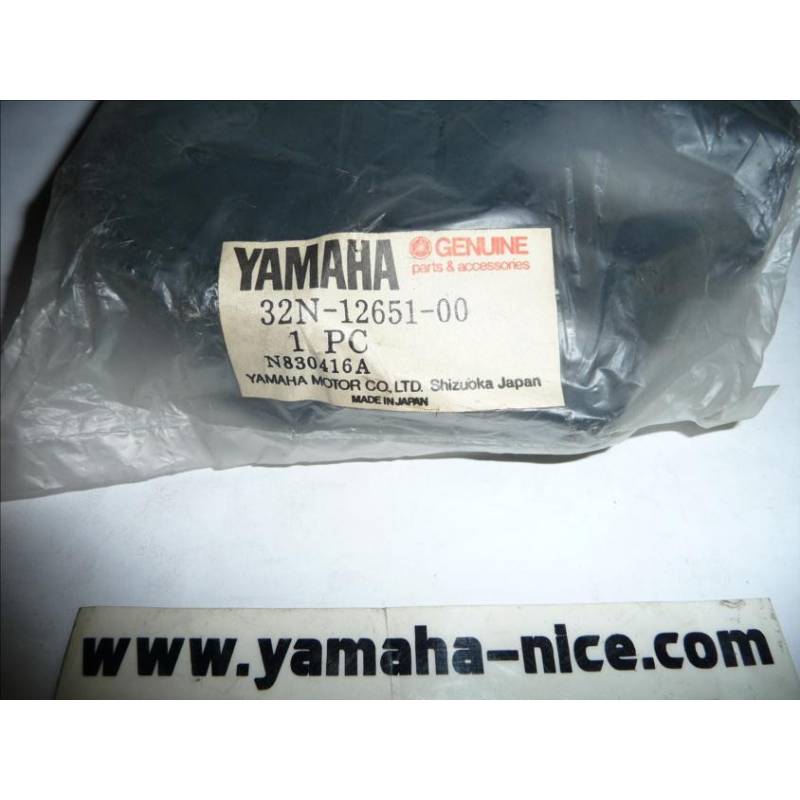 YAMAHA GENUINE
parts & accessories
32N-12651-00
1 PC
N830416A
YAMAHA MOTOR CO., LTD. Shizuoka Japan
MADE IN JAPAN
www.yamaha-nice.com